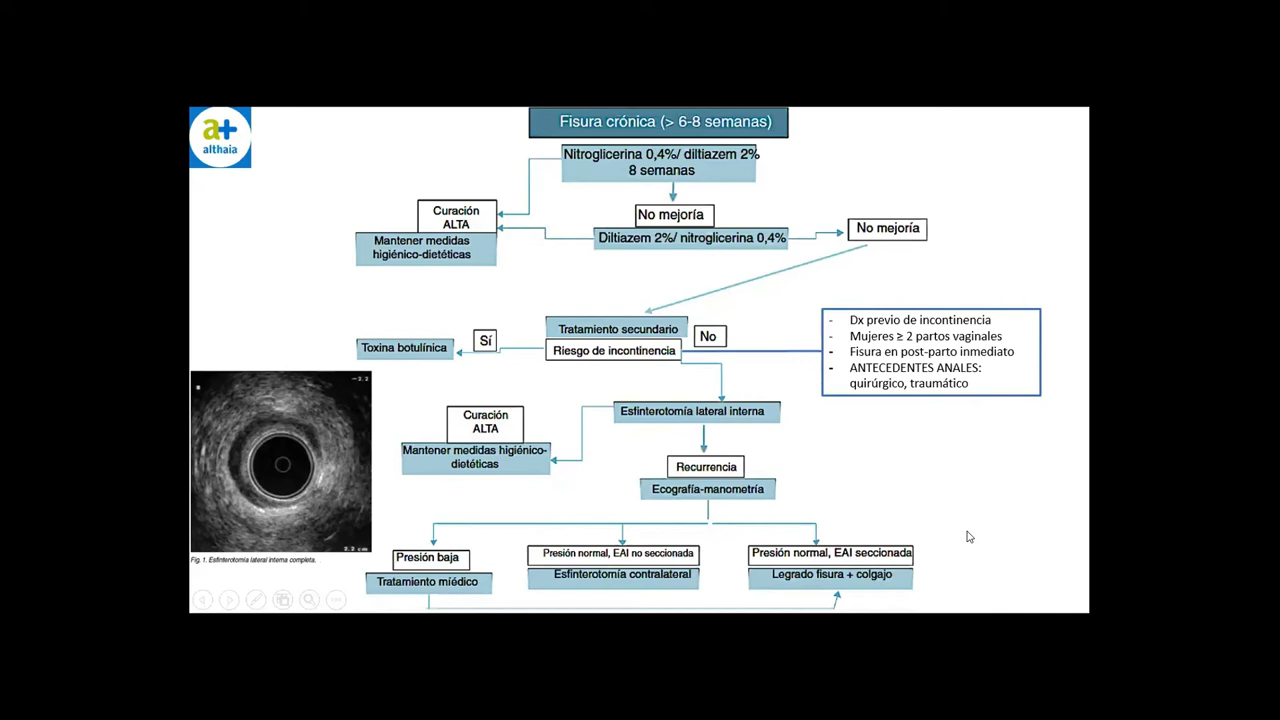 a+
althaia
Fisura crónica (> 6-8 semanas)
Nitroglicerina 0,4%/ diltiazem 2%
8 semanas
Curación
ALTA
Mantener medidas
higiénico-dietéticas
No mejoría
Diltiazem 2%/ nitroglicerina 0,4%
No mejoría
Tratamiento secundario
Riesgo de incontinencia
Sí
No
Toxina botulínica
- Dx previo de incontinencia
- Mujeres ≥ 2 partos vaginales
- Fisura en post-parto inmediato
- ANTECEDENTES ANALES:
quirúrgico, traumático
Esfinterotomía lateral interna
Curación
ALTA
Mantener medidas higiénico-
dietéticas
Recurrencia
Ecografía-manometría
Presión baja
Tratamiento miédico
Presión normal, EAI no seccionada
Esfinterotomía contralateral
Presión normal, EAI seccionada
Legrado fisura + colgajo
2.2 cm
Fig. 1. Esfinterotomía lateral interna completa.